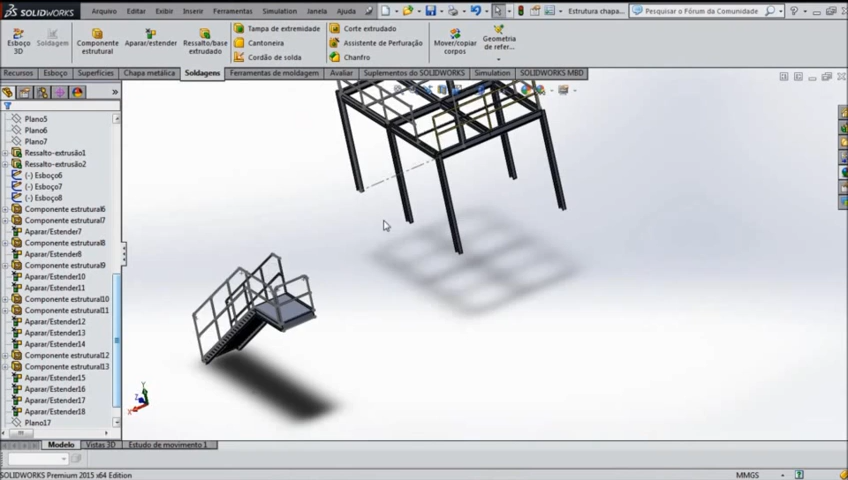 SOLIDWORKS
Arquivo Editar Exibir Inserir Ferramentas Simulation Janela Ajuda
Estrutura chapa...
Pesquisar o Fórum da Comunidade
Esboço 3D
Soldagem
Componente estrutural
Aparar/estender
Ressalto/base extrudado
Tampa de extremidade
Cantoneira
Cordão de solda
Corte extrudado
Assistente de Perfuração
Chanfro
Mover/copiar corpos
Geometria de refer...
Recursos Esboço Superfícies Chapa metálica Soldagens Ferramentas de moldagem Avaliar Suplementos do SOLIDWORKS Simulation SOLIDWORKS MBD
Plano5
Plano6
Plano7
Ressalto-extrusão1
Ressalto-extrusão2
(-) Esboço6
(-) Esboço7
(-) Esboço8
Componente estrutural6
Componente estrutural7
Aparar/Estender7
Componente estrutural8
Aparar/Estender8
Componente estrutural9
Aparar/Estender10
Aparar/Estender11
Componente estrutural10
Componente estrutural11
Aparar/Estender12
Aparar/Estender13
Aparar/Estender14
Componente estrutural12
Componente estrutural13
Aparar/Estender15
Aparar/Estender16
Aparar/Estender17
Aparar/Estender18
Plano17
Y
Z
X
Modelo Vistas 3D Estudo de movimento 1
SOLIDWORKS Premium 2015 x64 Edition
MMGS